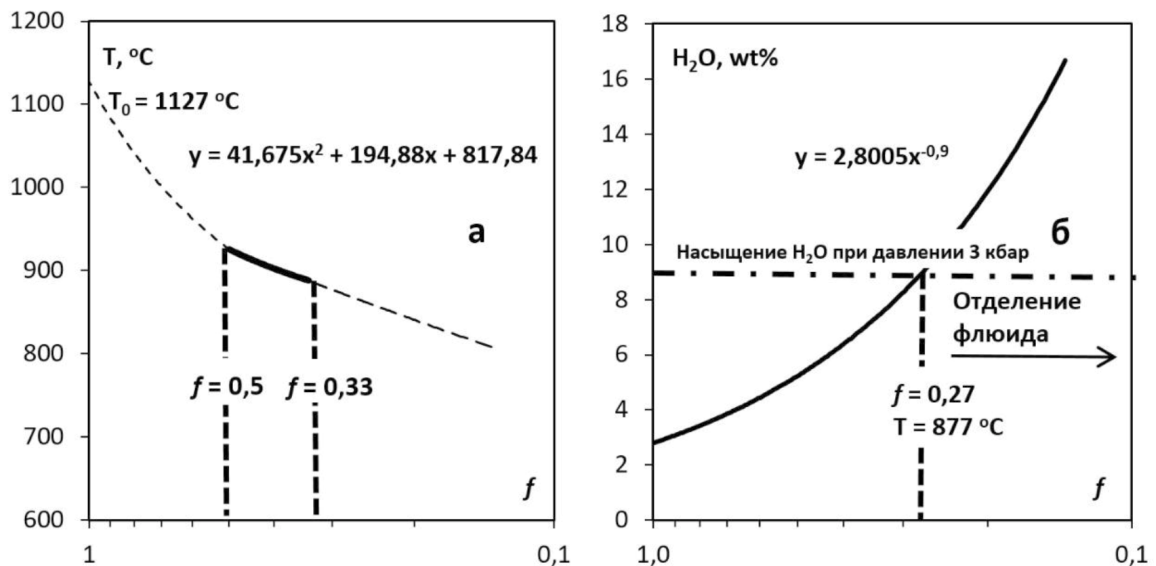 1200
1100
1000
900
800
700
600
T, °C
T₀ = 1127 °C
y = 41,675x² + 194,88x + 817,84
а
f = 0,5
f = 0,33
f
1
0,1
18
16
14
12
10
8
6
4
2
0
H₂O, wt%
y = 2,8005x⁻⁰,⁹
Насыщение H₂O при давлении 3 кбар
б
Отделение
флюида
f = 0,27
T = 877 °C
f
1,0
0,1